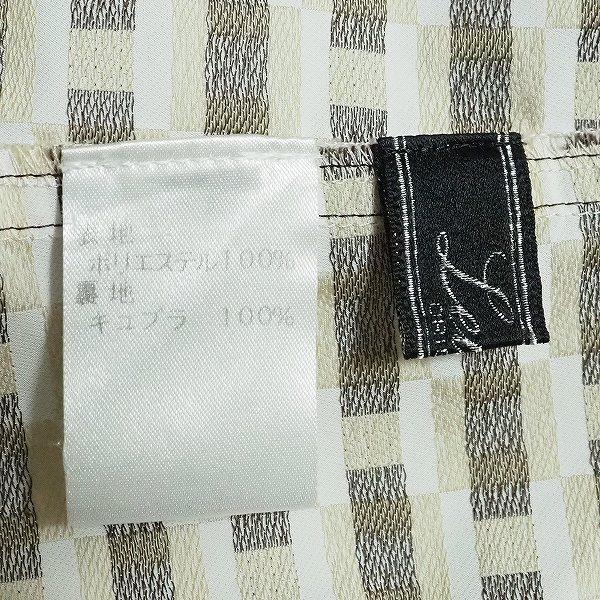 表 地
ポリエステル100%
裏 地
キュプラ 100%